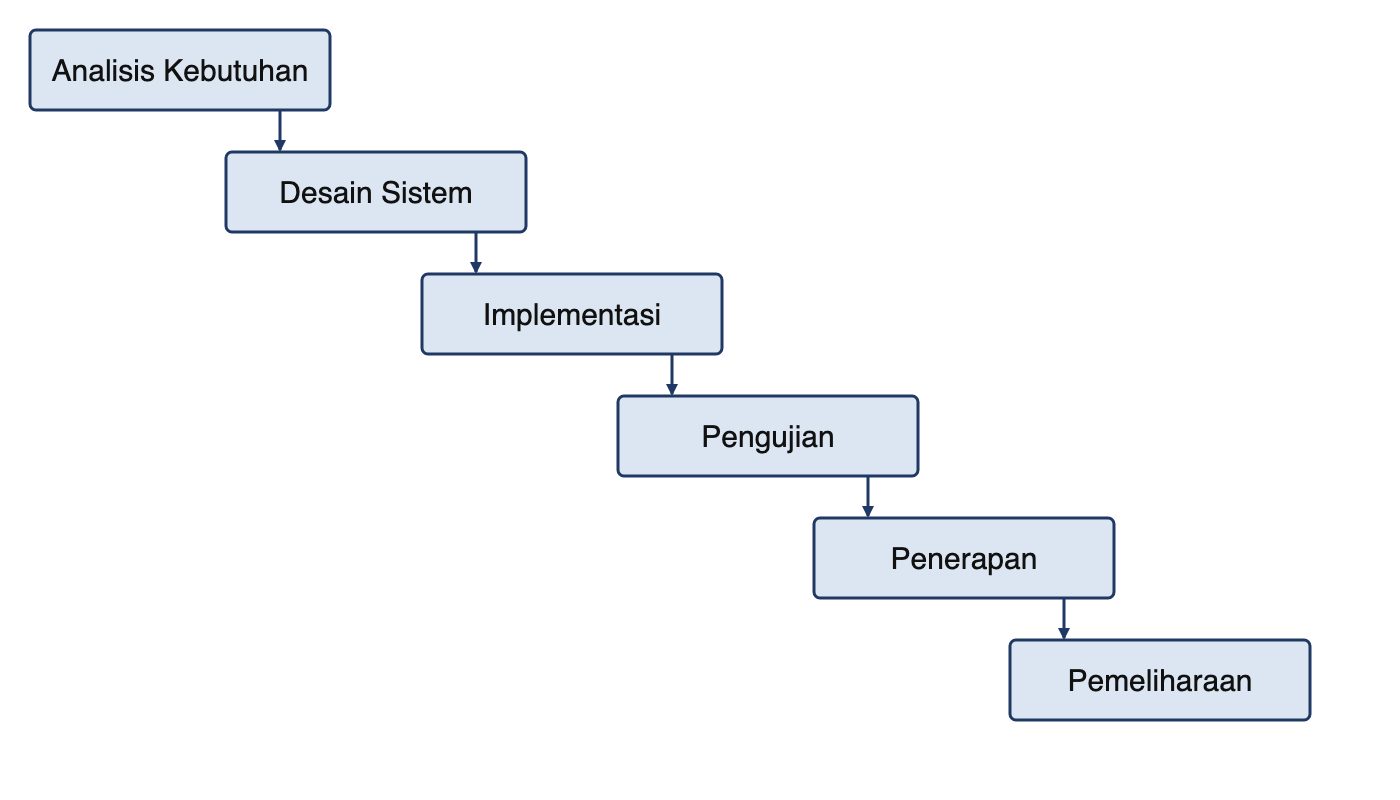 Analisis Kebutuhan
Desain Sistem
Implementasi
Pengujian
Penerapan
Pemeliharaan